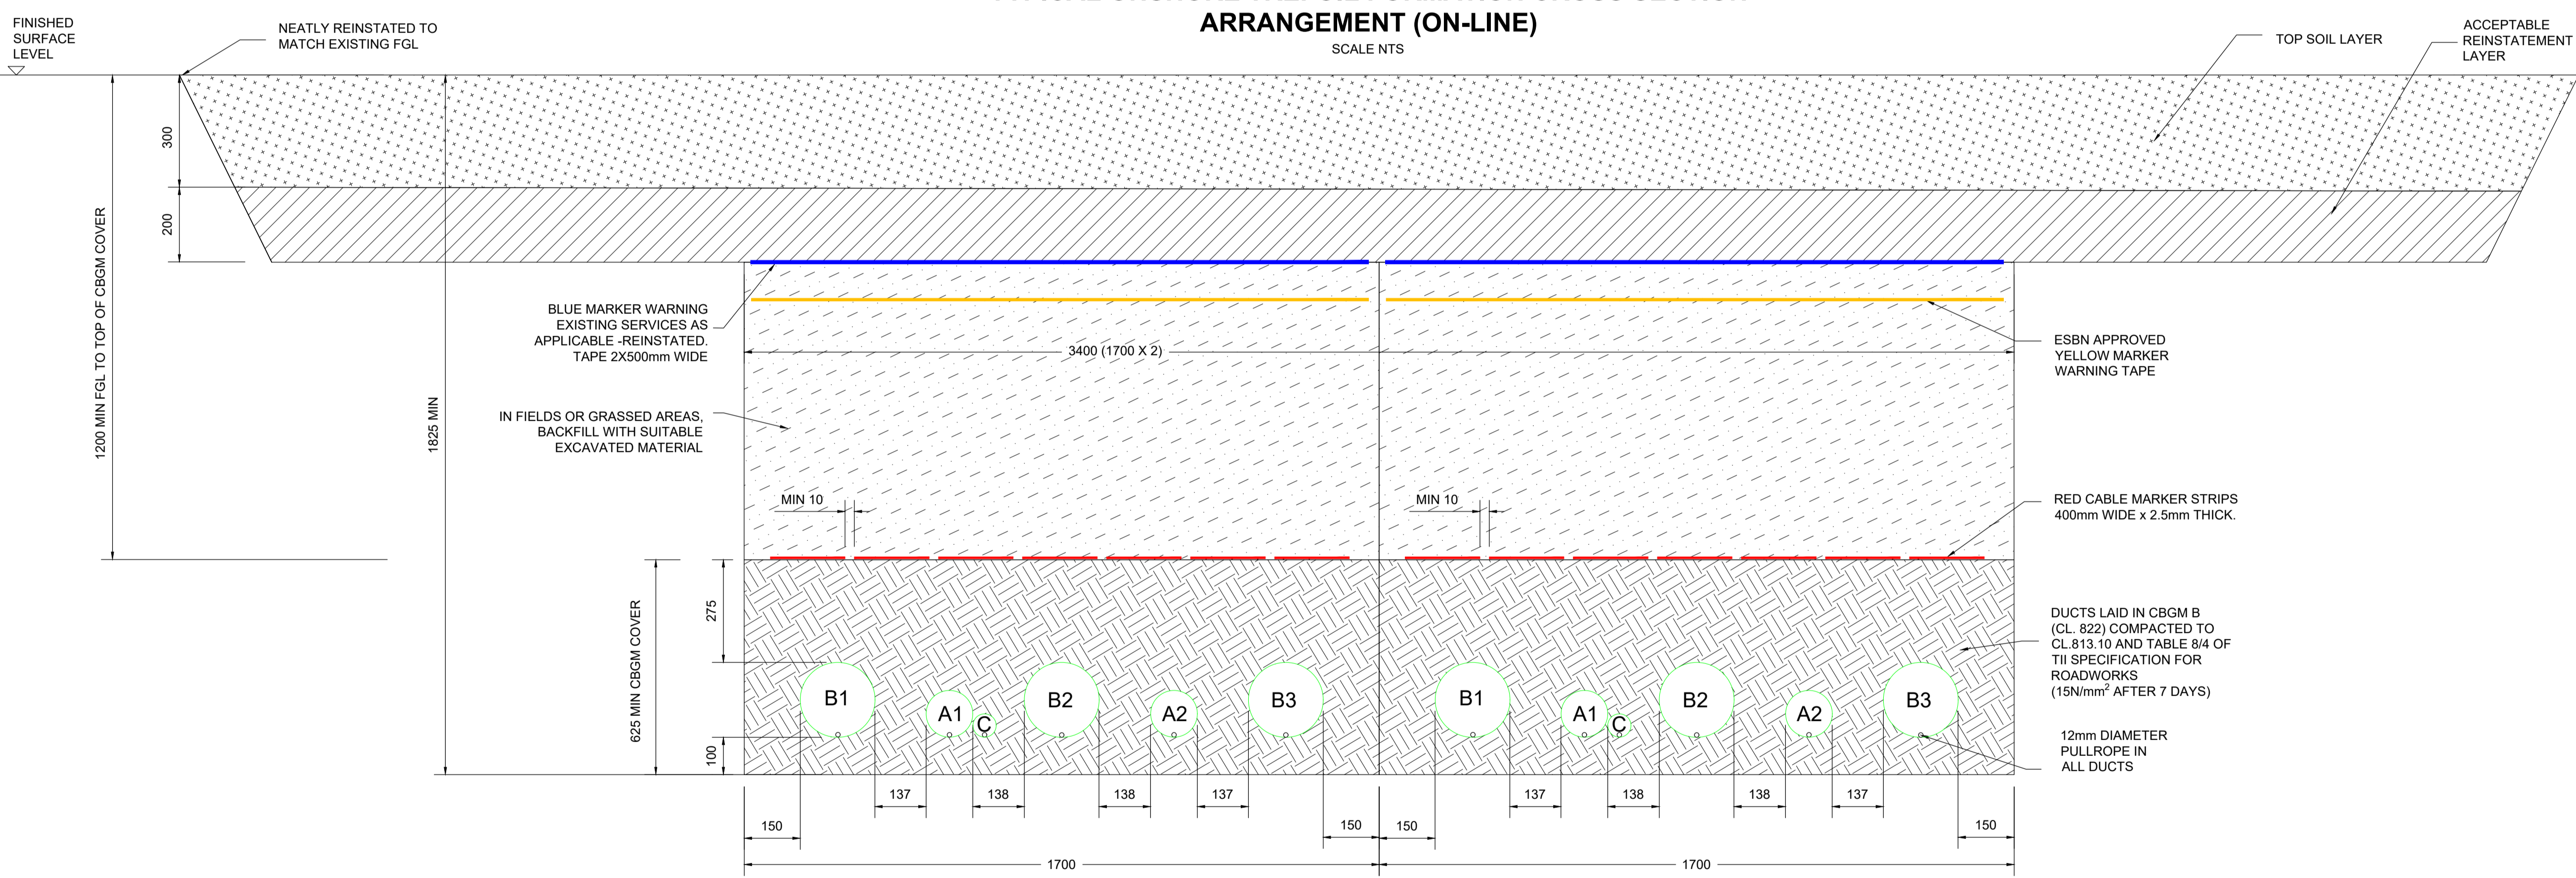 ARRANGEMENT (ON-LINE)
SCALE NTS
FINISHED
SURFACE
LEVEL
NEATLY REINSTATED TO
MATCH EXISTING FGL
TOP SOIL LAYER
ACCEPTABLE
REINSTATEMENT
LAYER
300
200
1200 MIN FGL TO TOP OF CBGM COVER
1825 MIN
BLUE MARKER WARNING
EXISTING SERVICES AS
APPLICABLE -REINSTATED.
TAPE 2X500mm WIDE
3400 (1700 X 2)
ESBN APPROVED
YELLOW MARKER
WARNING TAPE
IN FIELDS OR GRASSED AREAS,
BACKFILL WITH SUITABLE
EXCAVATED MATERIAL
MIN 10
MIN 10
RED CABLE MARKER STRIPS
400mm WIDE x 2.5mm THICK.
625 MIN CBGM COVER
275
100
B1
A1
C
B2
A2
B3
B1
A1
C
B2
A2
B3
DUCTS LAID IN CBGM B
(CL. 822) COMPACTED TO
CL.813.10 AND TABLE 8/4 OF
TII SPECIFICATION FOR
ROADWORKS
(15N/mm² AFTER 7 DAYS)
12mm DIAMETER
PULLROPE IN
ALL DUCTS
137
138
138
137
137
138
138
137
150
150
150
150
1700
1700